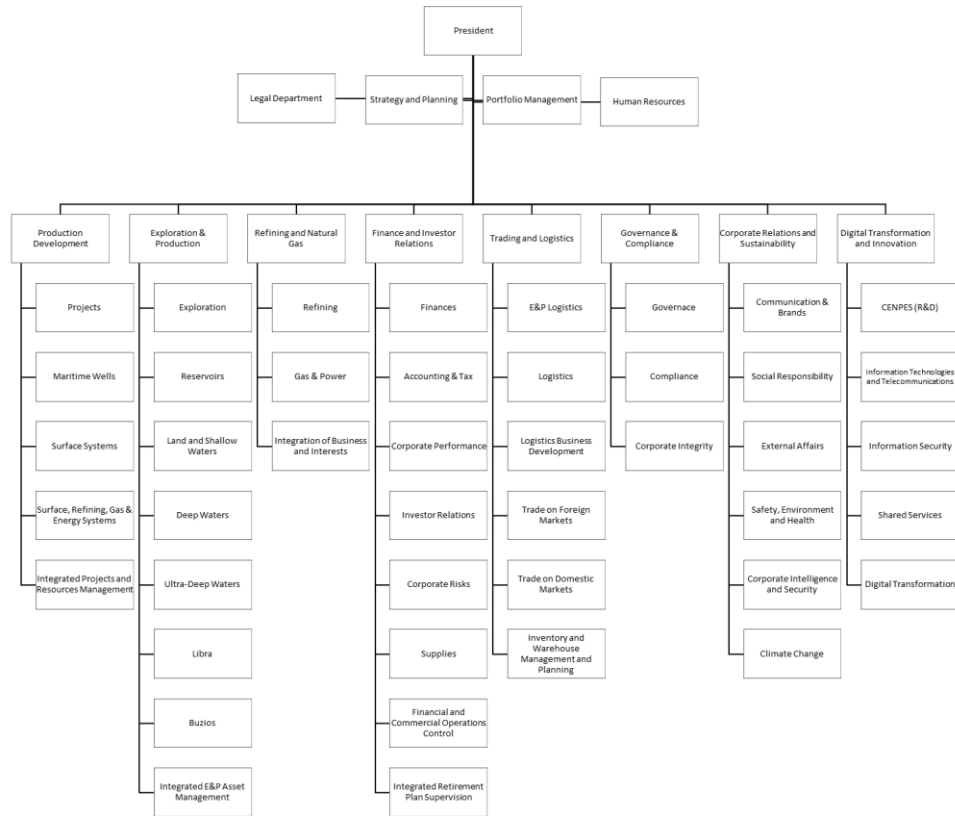 President
Legal Department
Strategy and Planning
Portfolio Management
Human Resources
Production
Development
Exploration &
Production
Refining and Natural
Gas
Finance and Investor
Relations
Trading and Logistics
Governance &
Compliance
Corporate Relations and
Sustainability
Digital Transformation
and Innovation
Projects
Maritime Wells
Surface Systems
Surface, Refining, Gas &
Energy Systems
Integrated Projects and
Resources Management
Exploration
Reservoirs
Land and Shallow
Waters
Deep Waters
Ultra-Deep Waters
Libra
Buzios
Integrated E&P Asset
Management
Refining
Gas & Power
Integration of Business
and Interests
Finances
Accounting & Tax
Corporate Performance
Investor Relations
Corporate Risks
Supplies
Financial and
Commercial Operations
Control
Integrated Retirement
Plan Supervision
E&P Logistics
Logistics
Logistics Business
Development
Trade on Foreign
Markets
Trade on Domestic
Markets
Inventory and
Warehouse
Management and
Planning
Governace
Compliance
Corporate Integrity
Communication &
Brands
Social Responsibility
External Affairs
Safety, Environment
and Health
Corporate Intelligence
and Security
Climate Change
CENPES (R&D)
Information Technologies
and Telecommunications
Information Security
Shared Services
Digital Transformation